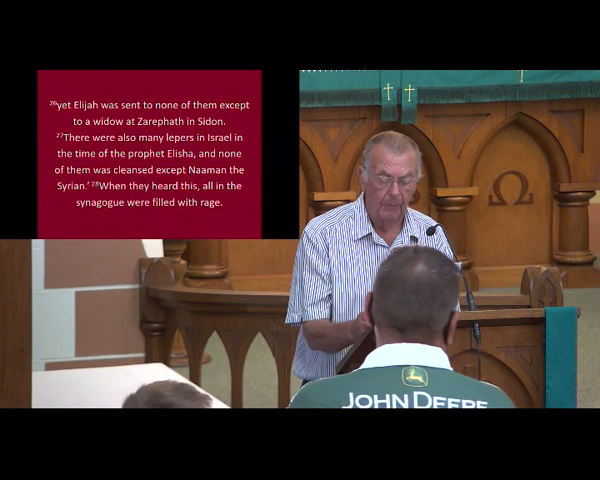 ²⁶yet Elijah was sent to none of them except
to a widow at Zarephath in Sidon.
²⁷There were also many lepers in Israel in
the time of the prophet Elisha, and none
of them was cleansed except Naaman the
Syrian.’ ²⁸When they heard this, all in the
synagogue were filled with rage.
Ω
JOHN DEERE